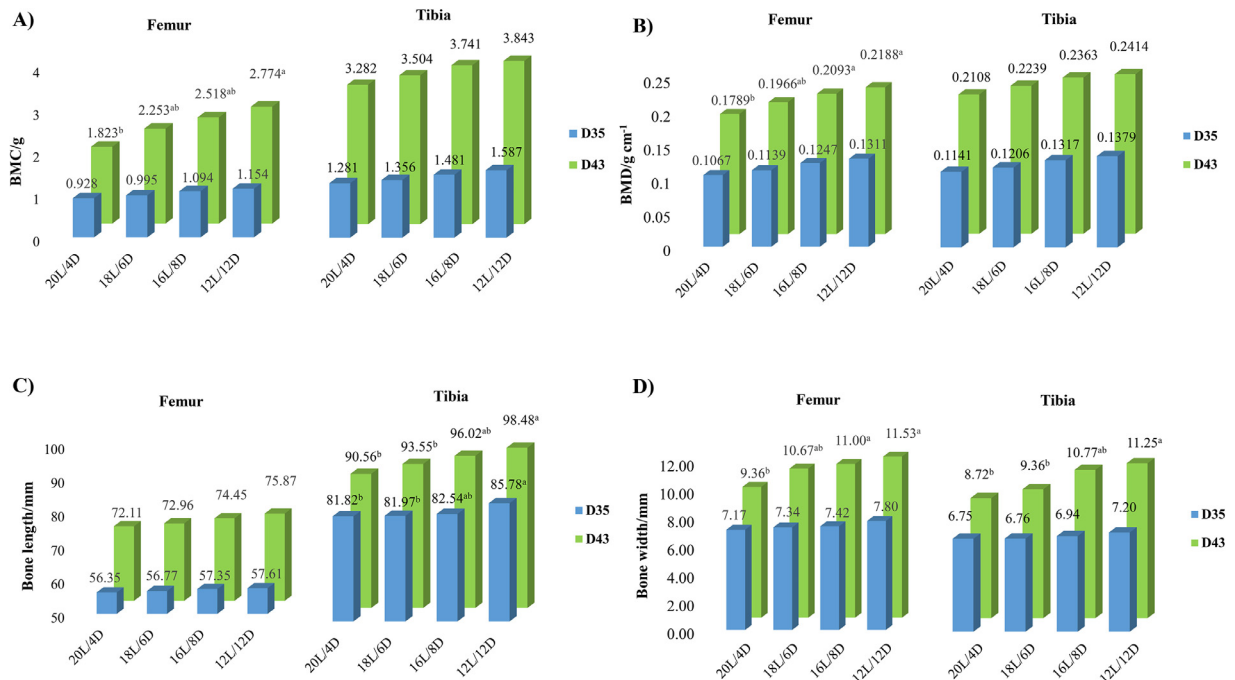 A)
Femur
Tibia
BMC/g
4
3
2
1
0
0.928
0.995
1.094
1.154
1.823ᵇ
2.253ᵃᵇ
2.518ᵃᵇ
2.774ᵃ
1.281
1.356
1.481
1.587
3.282
3.504
3.741
3.843
20L/4D
18L/6D
16L/8D
12L/12D
20L/4D
18L/6D
16L/8D
12L/12D
D35
D43
B)
Femur
Tibia
BMD/g cm⁻¹
0.25
0.2
0.15
0.1
0.05
0
0.1067
0.1139
0.1247
0.1311
0.1789ᵇ
0.1966ᵃᵇ
0.2093ᵃ
0.2188ᵃ
0.1141
0.1206
0.1317
0.1379
0.2108
0.2239
0.2363
0.2414
20L/4D
18L/6D
16L/8D
12L/12D
20L/4D
18L/6D
16L/8D
12L/12D
D35
D43
C)
Femur
Tibia
Bone length/mm
100
90
80
70
60
50
56.35
56.77
57.35
57.61
72.11
72.96
74.45
75.87
81.82ᵇ
81.97ᵇ
82.54ᵃᵇ
85.78ᵃ
90.56ᵇ
93.55ᵇ
96.02ᵃᵇ
98.48ᵃ
20L/4D
18L/6D
16L/8D
12L/12D
20L/4D
18L/6D
16L/8D
12L/12D
D35
D43
D)
Femur
Tibia
Bone width/mm
12.00
10.00
8.00
6.00
4.00
2.00
0.00
7.17
7.34
7.42
7.80
9.36ᵇ
10.67ᵃᵇ
11.00ᵃ
11.53ᵃ
6.75
6.76
6.94
7.20
8.72ᵇ
9.36ᵇ
10.77ᵃᵇ
11.25ᵃ
20L/4D
18L/6D
16L/8D
12L/12D
20L/4D
18L/6D
16L/8D
12L/12D
D35
D43